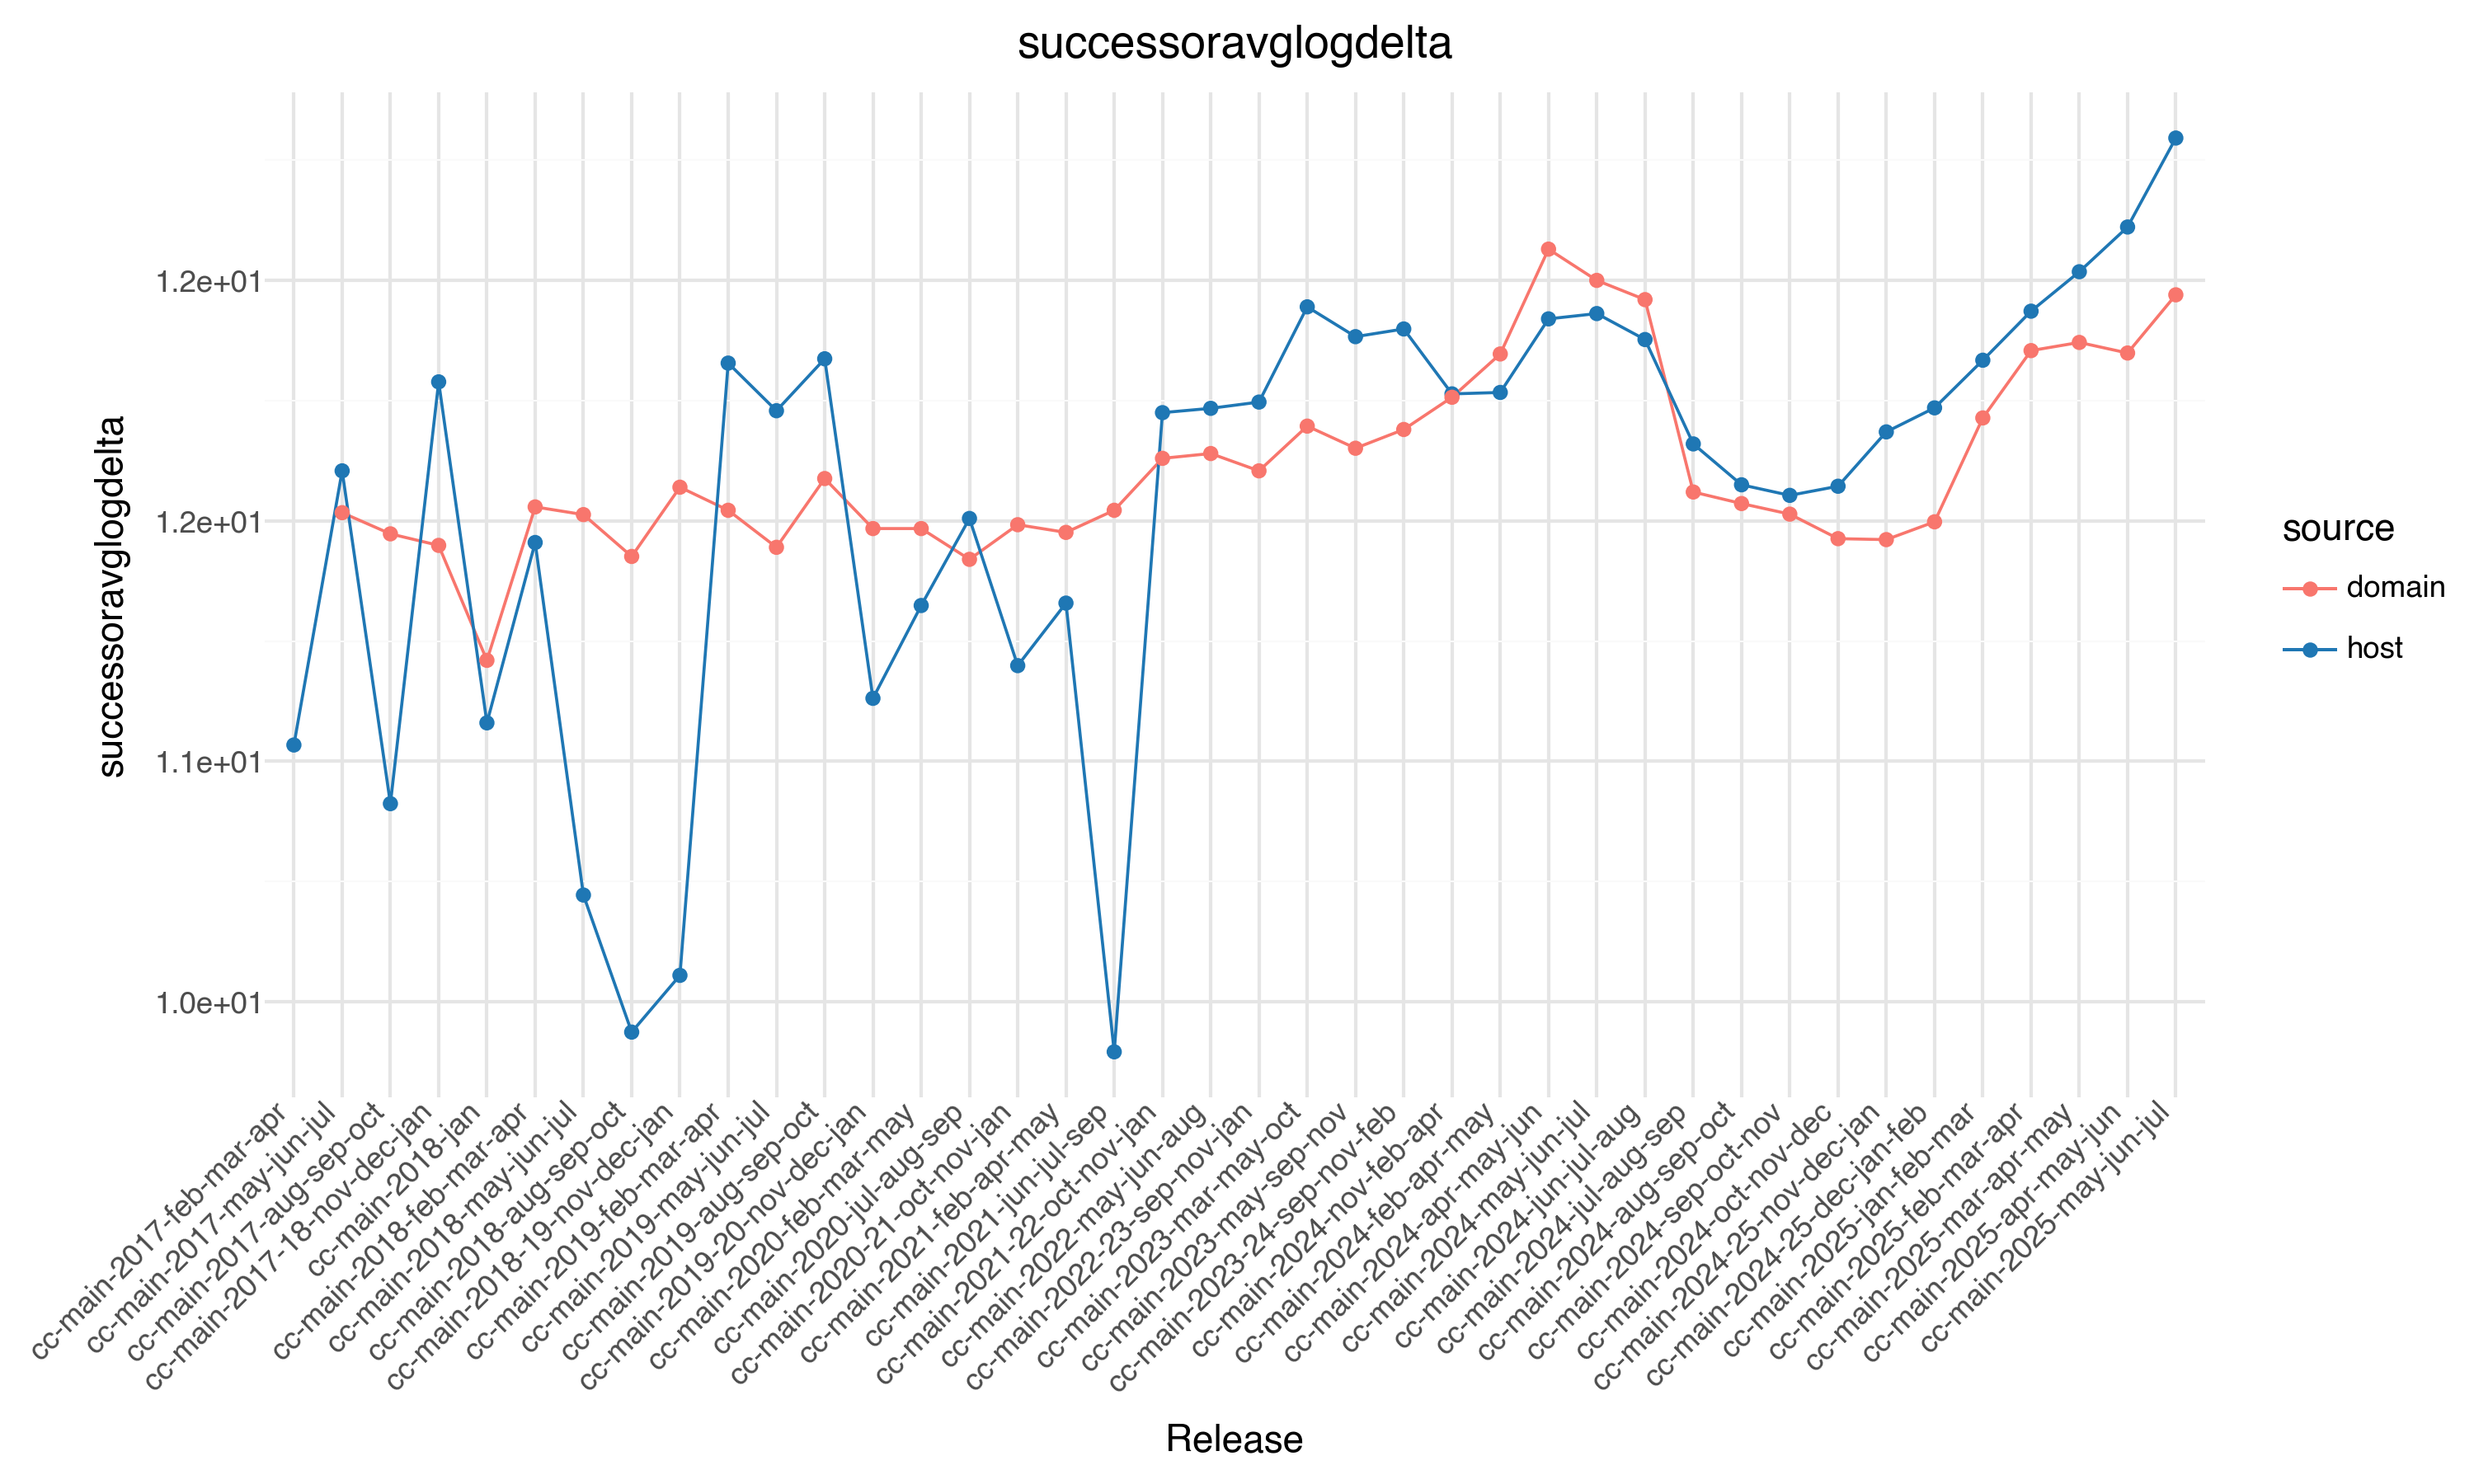 successoravglogdelta
successoravglogdelta
1.2e+01
1.2e+01
1.1e+01
1.0e+01
cc-main-2017-feb-mar-apr
cc-main-2017-may-jun-jul
cc-main-2017-aug-sep-oct
cc-main-2017-18-nov-dec-jan
cc-main-2018-jan
cc-main-2018-feb-mar-apr
cc-main-2018-may-jun-jul
cc-main-2018-aug-sep-oct
cc-main-2018-19-nov-dec-jan
cc-main-2019-feb-mar-apr
cc-main-2019-may-jun-jul
cc-main-2019-aug-sep-oct
cc-main-2019-20-nov-dec-jan
cc-main-2020-feb-mar-may
cc-main-2020-jul-aug-sep
cc-main-2020-21-oct-nov-jan
cc-main-2021-feb-apr-may
cc-main-2021-jun-jul-sep
cc-main-2021-22-oct-nov-jan
cc-main-2022-may-jun-aug
cc-main-2022-23-sep-nov-jan
cc-main-2023-mar-may-oct
cc-main-2023-may-sep-nov
cc-main-2023-24-sep-nov-feb
cc-main-2024-nov-feb-apr
cc-main-2024-feb-apr-may
cc-main-2024-apr-may-jun
cc-main-2024-may-jun-jul
cc-main-2024-jun-jul-aug
cc-main-2024-jul-aug-sep
cc-main-2024-aug-sep-oct
cc-main-2024-sep-oct-nov
cc-main-2024-oct-nov-dec
cc-main-2024-25-nov-dec-jan
cc-main-2024-25-dec-jan-feb
cc-main-2025-jan-feb-mar
cc-main-2025-feb-mar-apr
cc-main-2025-mar-apr-may
cc-main-2025-apr-may-jun
cc-main-2025-may-jun-jul
Release
source
domain
host